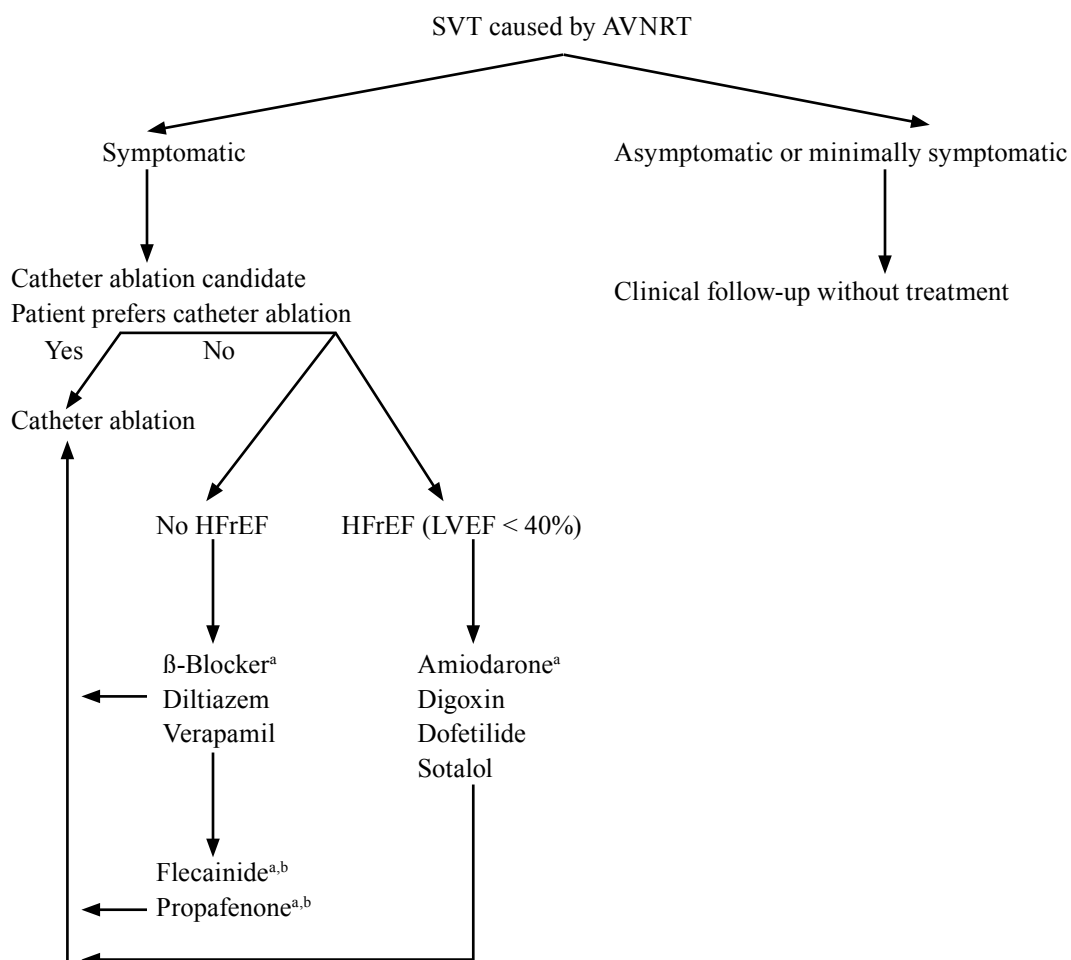 SVT caused by AVNRT
Symptomatic
Asymptomatic or minimally symptomatic
Catheter ablation candidate
Patient prefers catheter ablation
Clinical follow-up without treatment
Yes
No
Catheter ablation
No HFrEF
HFrEF (LVEF < 40%)
ß-Blockerᵃ
Diltiazem
Verapamil
Amiodaroneᵃ
Digoxin
Dofetilide
Sotalol
Flecainideᵃ,ᵇ
Propafenoneᵃ,ᵇ